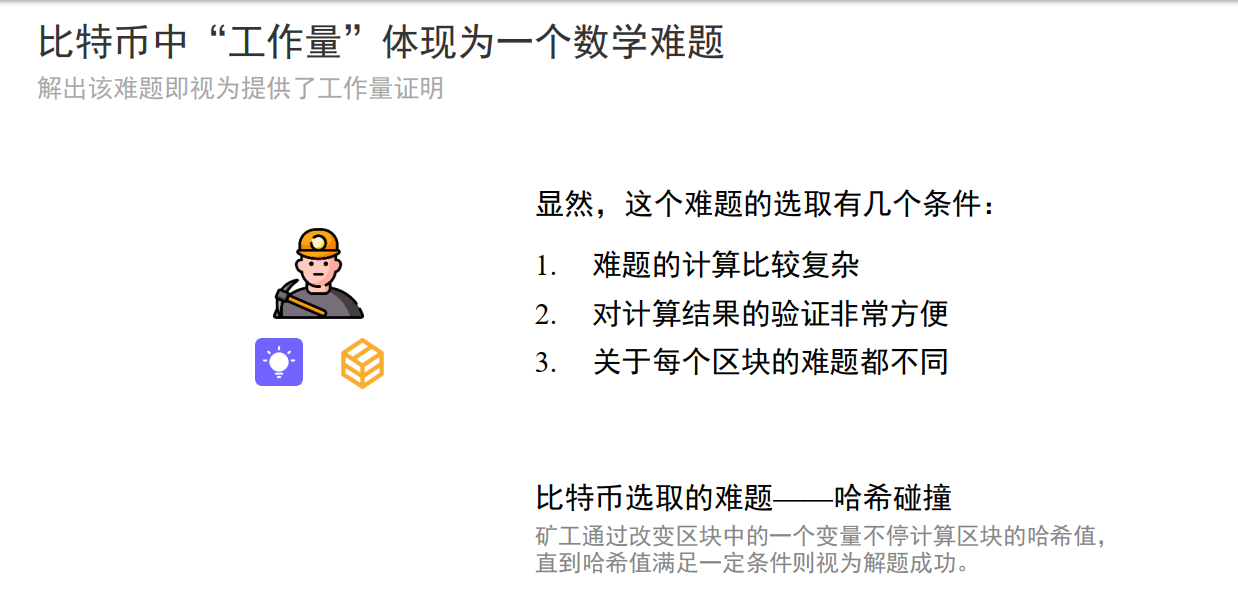 比特币中“工作量”体现为一个数学难题
解出该难题即视为提供了工作量证明
显然，这个难题的选取有几个条件：
1. 难题的计算比较复杂
2. 对计算结果的验证非常方便
3. 关于每个区块的难题都不同
比特币选取的难题——哈希碰撞
矿工通过改变区块中的一个变量不停计算区块的哈希值，
直到哈希值满足一定条件则视为解题成功。